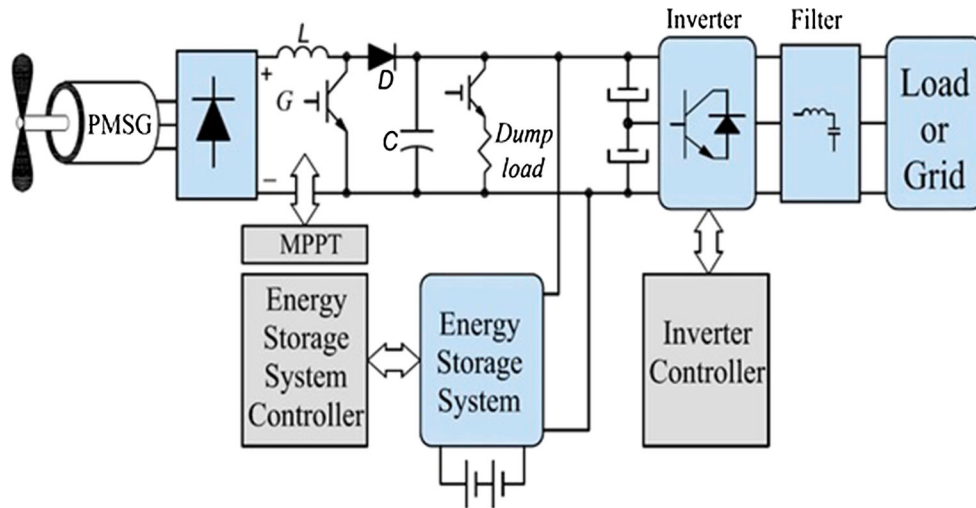 Inverter
Filter
L
D
+
G
C
Dump
load
PMSG
−
Load
or
Grid
MPPT
Energy
Storage
System
Controller
Energy
Storage
System
Inverter
Controller